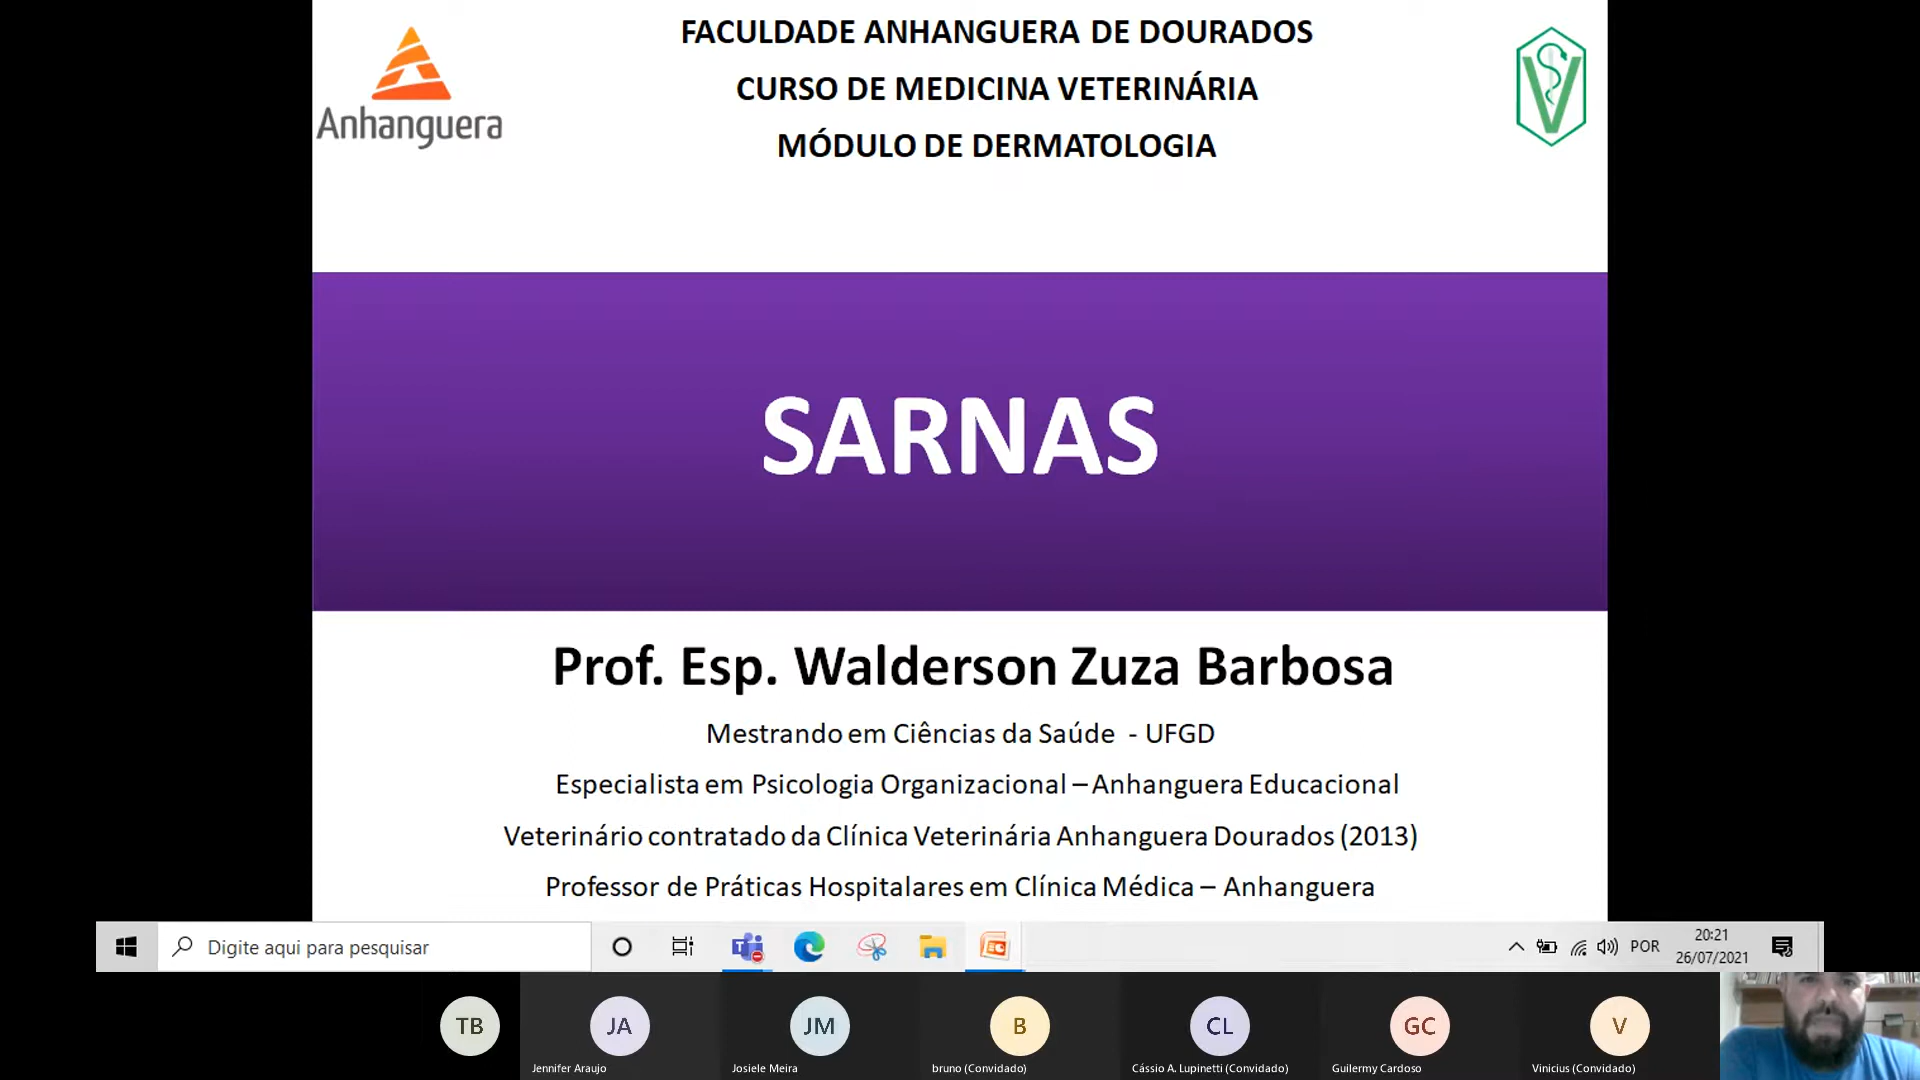 FACULDADE ANHANGUERA DE DOURADOS
CURSO DE MEDICINA VETERINÁRIA
MÓDULO DE DERMATOLOGIA
Anhanguera
V
SARNAS
Prof. Esp. Walderson Zuza Barbosa
Mestrando em Ciências da Saúde - UFGD
Especialista em Psicologia Organizacional – Anhanguera Educacional
Veterinário contratado da Clínica Veterinária Anhanguera Dourados (2013)
Professor de Práticas Hospitalares em Clínica Médica – Anhanguera
Digite aqui para pesquisar
POR
20:21
26/07/2021
TB
JA
JM
B
CL
GC
V
Jennifer Araujo
Josiele Meira
bruno (Convidado)
Cássio A. Lupinetti (Convidado)
Guilermy Cardoso
Vinicius (Convidado)